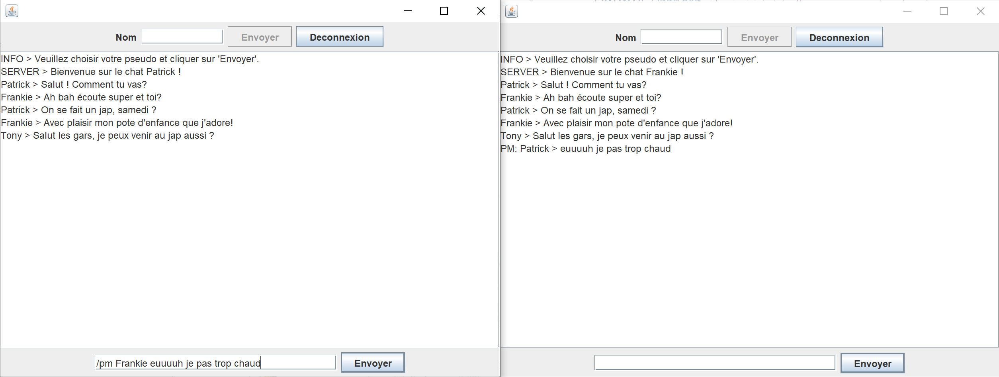 Nom Envoyer Deconnexion
INFO > Veuillez choisir votre pseudo et cliquer sur 'Envoyer'.
SERVER > Bienvenue sur le chat Patrick !
Patrick > Salut ! Comment tu vas?
Frankie > Ah bah écoute super et toi?
Patrick > On se fait un jap, samedi ?
Frankie > Avec plaisir mon pote d'enfance que j'adore!
Tony > Salut les gars, je peux venir au jap aussi ?
/pm Frankie euuuuh je pas trop chaud Envoyer
Nom Envoyer Deconnexion
INFO > Veuillez choisir votre pseudo et cliquer sur 'Envoyer'.
SERVER > Bienvenue sur le chat Frankie !
Patrick > Salut ! Comment tu vas?
Frankie > Ah bah écoute super et toi?
Patrick > On se fait un jap, samedi ?
Frankie > Avec plaisir mon pote d'enfance que j'adore!
Tony > Salut les gars, je peux venir au jap aussi ?
PM: Patrick > euuuuh je pas trop chaud
Envoyer